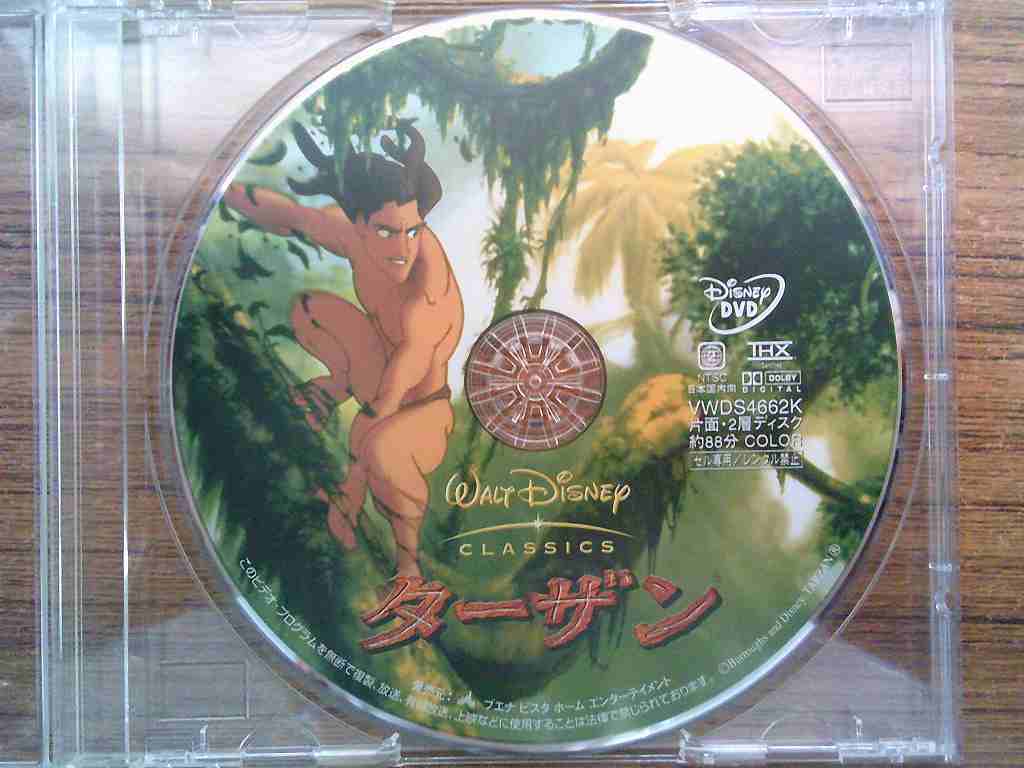 DISNEY
DVD
2
THX
NTSC
日本国内向
DOLBY
DIGITAL
VWDS4662K
片面・2層ディスク
約88分 COLOR
セル専用/レンタル禁止
WALT DISNEY
CLASSICS
ターザン
発売元: ブエナ ビスタ ホーム エンターテイメント
このビデオ プログラムを無断で複製、放送、有線放送、上映などに使用することは法律で禁じられております。
©Burroughs and Disney TARZAN®